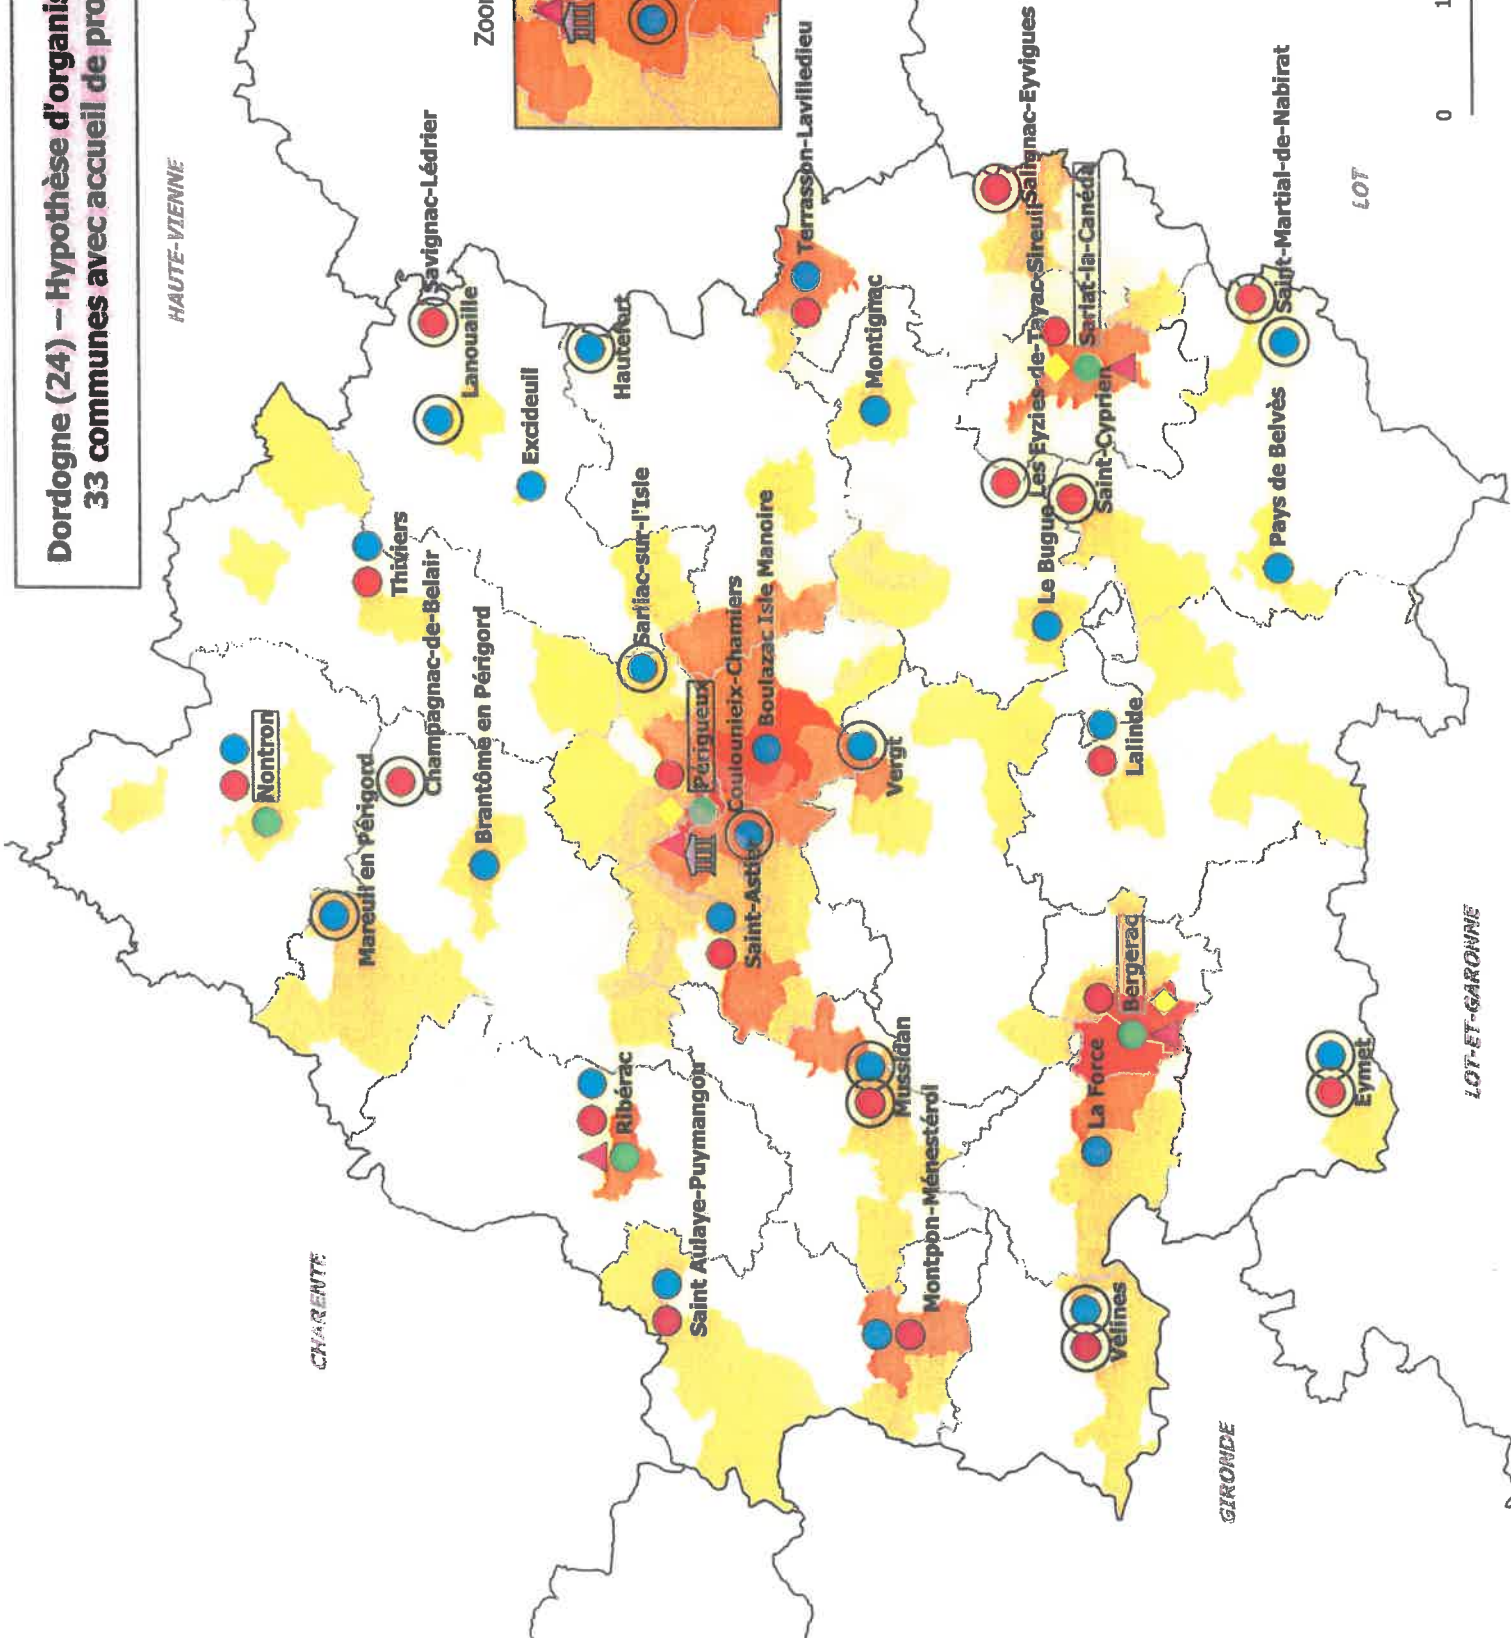 Dordogne (24) – Hypothèse d'organis
33 communes avec accueil de pro
HAUTE-VIENNE
Zoom
CHARENTE
GIRONDE
LOT-ET-GARONNE
LOT
Nontron
Mareuil en Périgord
Champagnac-de-Belair
Brantôme en Périgord
Thiviers
Savignac-Lédrier
Lanouaille
Excideuil
Hautefort
Sarliac-sur-l'Isle
Périgueux
Coulounieix-Chamiers
Boulazac Isle Manoire
Saint-Astier
Vergt
Ribérac
Saint Aulaye-Puymangou
Mussidan
Montpon-Ménestérol
Terrasson-Lavilledieu
Montignac
Salignac-Eyvigues
Les Eyzies-de-Tayac-Sireuil
Sarlat-la-Canéda
Saint-Cyprien
Le Bugue
Lalinde
Bergerac
La Force
Vélines
Eymet
Pays de Belvès
Saint-Martial-de-Nabirat
0
1